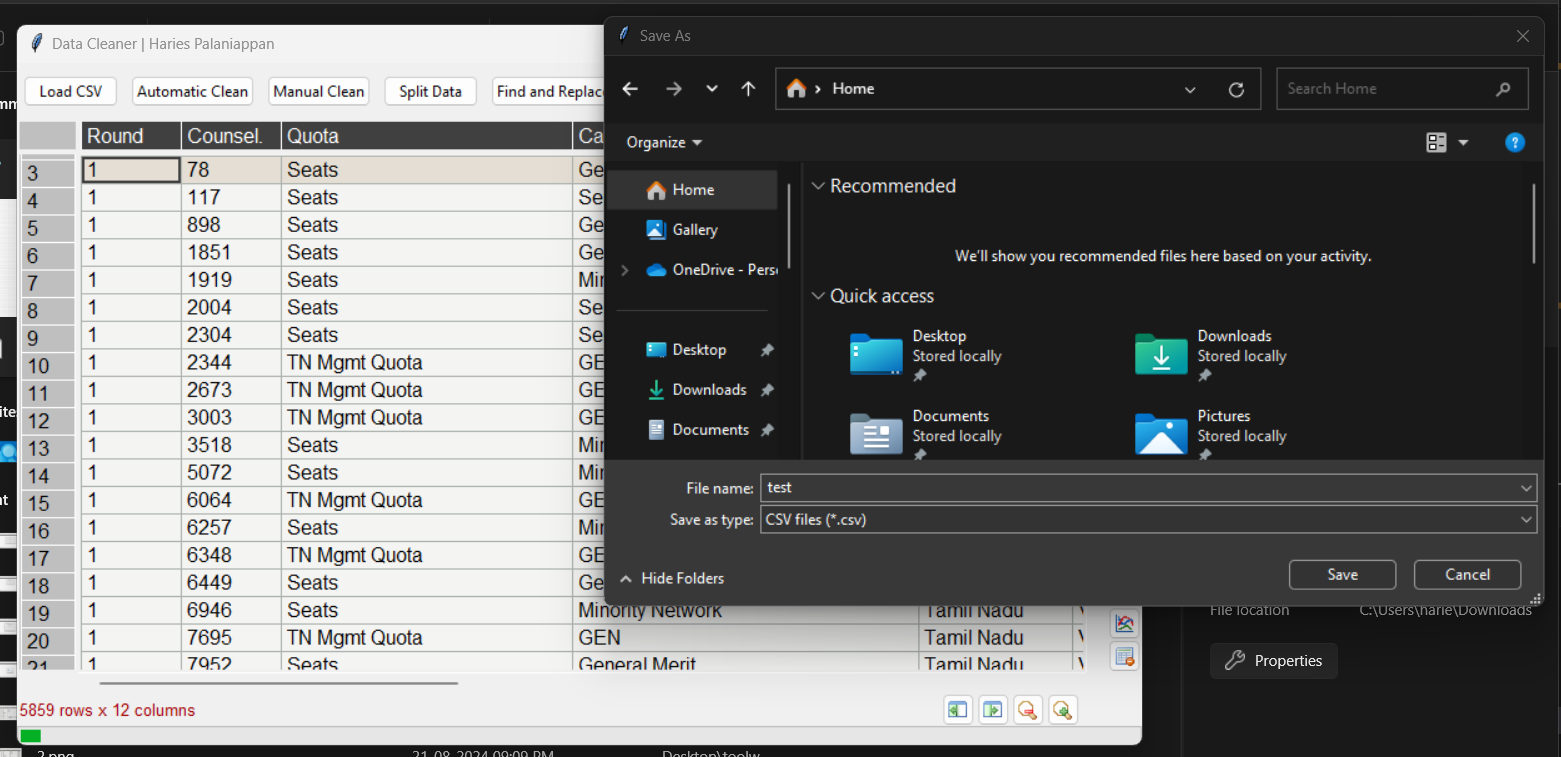 Data Cleaner | Haries Palaniappan
Load CSV
Automatic Clean
Manual Clean
Split Data
Find and Replace
Round Counsel. Quota Ca
3 1 78 Seats Ge
4 1 117 Seats Se
5 1 898 Seats Ge
6 1 1851 Seats Ge
7 1 1919 Seats Min
8 1 2004 Seats Se
9 1 2304 Seats Se
10 1 2344 TN Mgmt Quota GE
11 1 2673 TN Mgmt Quota GE
12 1 3003 TN Mgmt Quota GE
13 1 3518 Seats Min
14 1 5072 Seats Min
15 1 6064 TN Mgmt Quota GE
16 1 6257 Seats Min
17 1 6348 TN Mgmt Quota GE
18 1 6449 Seats Ge
19 1 6946 Seats Minority Network Tamil Nadu
20 1 7695 TN Mgmt Quota GEN Tamil Nadu
21 1 7952 Seats General Merit Tamil Nadu
5859 rows x 12 columns
2.png 21-08-2024 09:09 PM Desktop\toolw
Save As
Home
Search Home
Organize
Home
Gallery
OneDrive - Pers
Desktop
Downloads
Documents
Recommended
We'll show you recommended files here based on your activity.
Quick access
Desktop
Stored locally
Downloads
Stored locally
Documents
Stored locally
Pictures
Stored locally
File name: test
Save as type: CSV files (*.csv)
Hide Folders
Save
Cancel
File location C:\Users\harie\Downloads
Properties